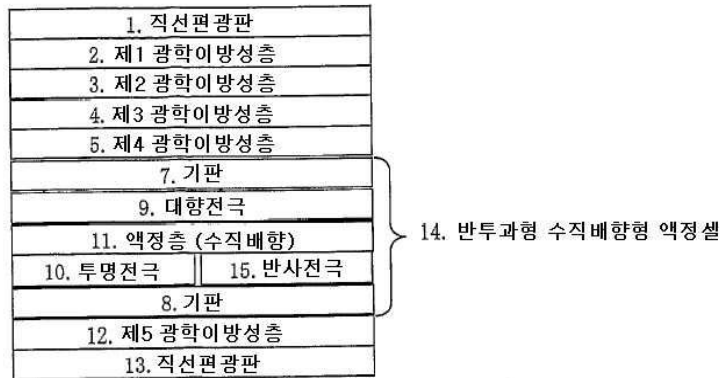 1. 직선편광판
2. 제1 광학이방성층
3. 제2 광학이방성층
4. 제3 광학이방성층
5. 제4 광학이방성층
7. 기판
9. 대향전극
11. 액정층 (수직배향)
14. 반투과형 수직배향형 액정셀
10. 투명전극 15. 반사전극
8. 기판
12. 제5 광학이방성층
13. 직선편광판